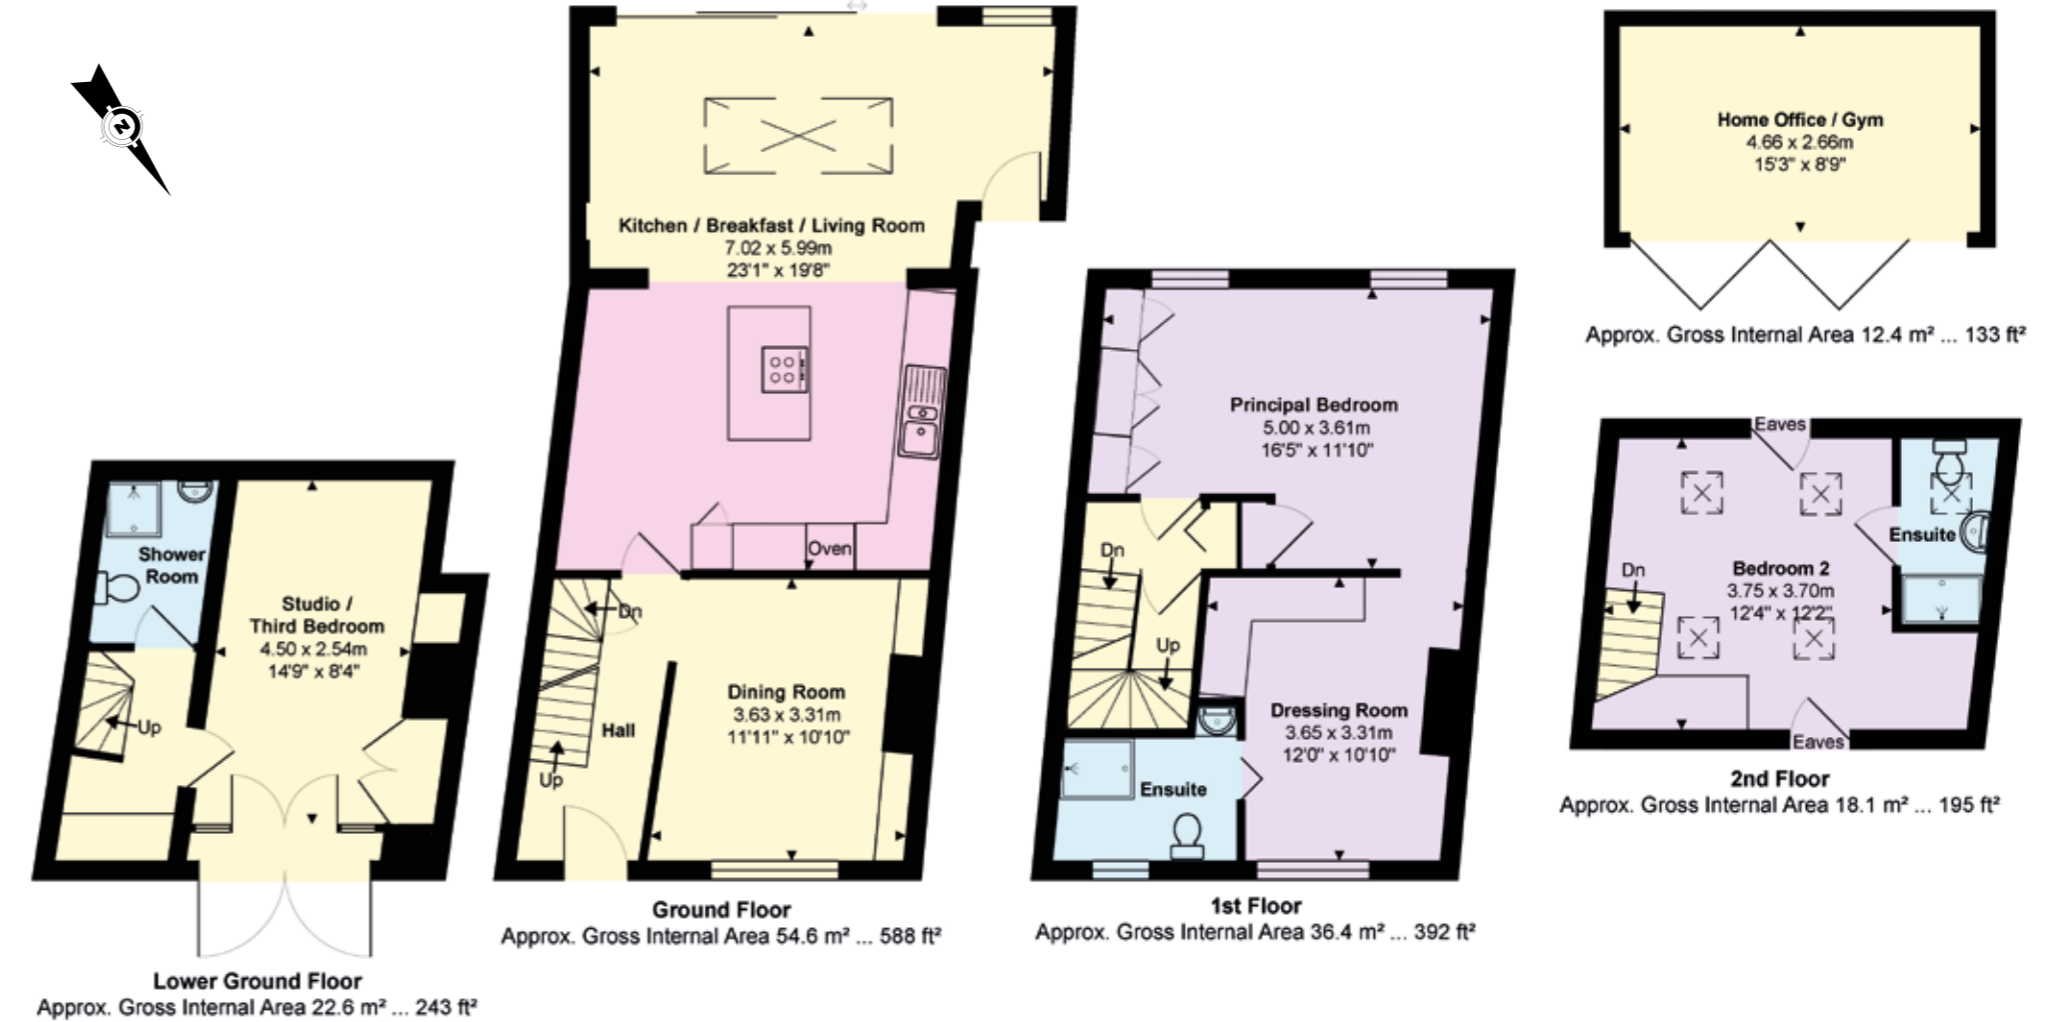 N
Shower
Room
Up
Studio /
Third Bedroom
4.50 x 2.54m
14'9" x 8'4"
Lower Ground Floor
Approx. Gross Internal Area 22.6 m² ... 243 ft²
Kitchen / Breakfast / Living Room
7.02 x 5.99m
23'1" x 19'8"
Oven
Dn
Hall
Up
Dining Room
3.63 x 3.31m
11'11" x 10'10"
Ground Floor
Approx. Gross Internal Area 54.6 m² ... 588 ft²
Principal Bedroom
5.00 x 3.61m
16'5" x 11'10"
Dn
Up
Dressing Room
3.65 x 3.31m
12'0" x 10'10"
Ensuite
1st Floor
Approx. Gross Internal Area 36.4 m² ... 392 ft²
Home Office / Gym
4.66 x 2.66m
15'3" x 8'9"
Approx. Gross Internal Area 12.4 m² ... 133 ft²
Eaves
Ensuite
Dn
Bedroom 2
3.75 x 3.70m
12'4" x 12'2"
Eaves
2nd Floor
Approx. Gross Internal Area 18.1 m² ... 195 ft²